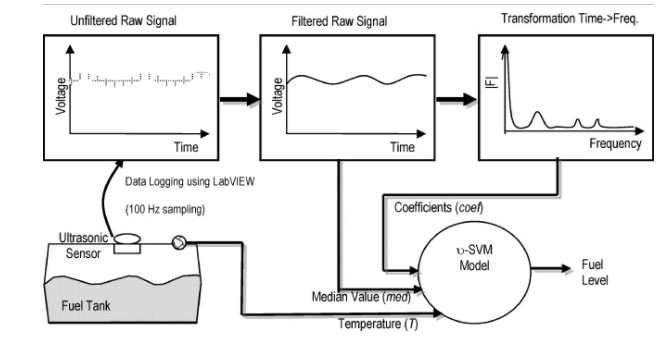 Unfiltered Raw Signal
Filtered Raw Signal
Transformation Time->Freq.
Voltage
Time
Voltage
Time
|F|
Frequency
Data Logging using LabVIEW
(100 Hz sampling)
Coefficients (coef)
Ultrasonic
Sensor
υ-SVM
Model
Fuel
Level
Fuel Tank
Median Value (med)
Temperature (T)